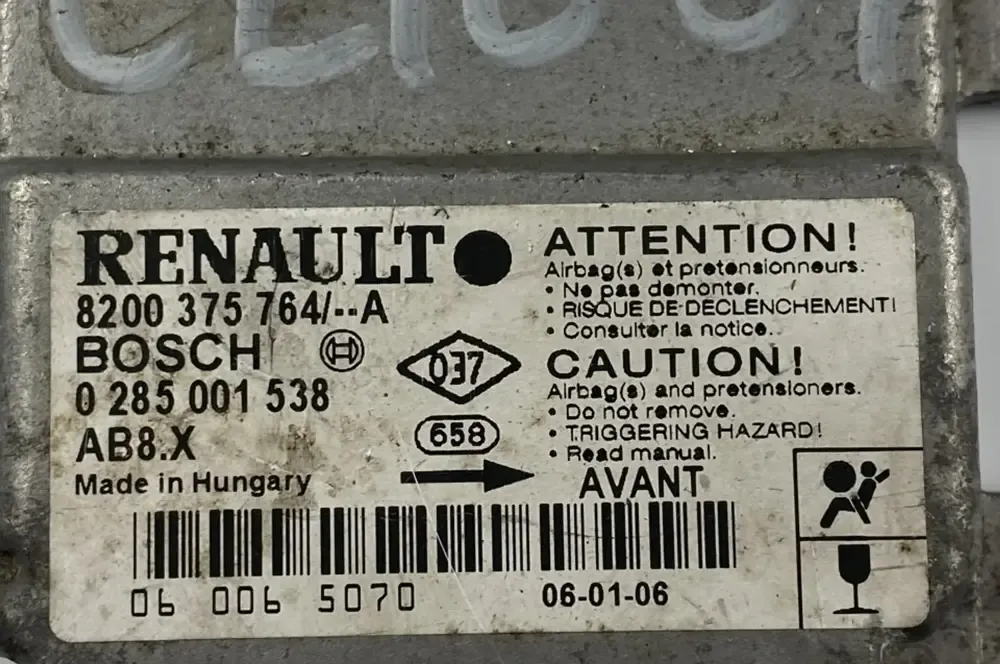 RENAULT
8200 375 764/--A
BOSCH
0 285 001 538
AB8.X
Made in Hungary
037
658
ATTENTION!
Airbag(s) et pretensionneurs.
• Ne pas demonter.
• RISQUE DE DECLENCHEMENT!
• Consulter la notice.
CAUTION!
Airbag(s) and pretensioners.
• Do not remove.
• TRIGGERING HAZARD!
• Read manual.
AVANT
06 006 5070
06-01-06